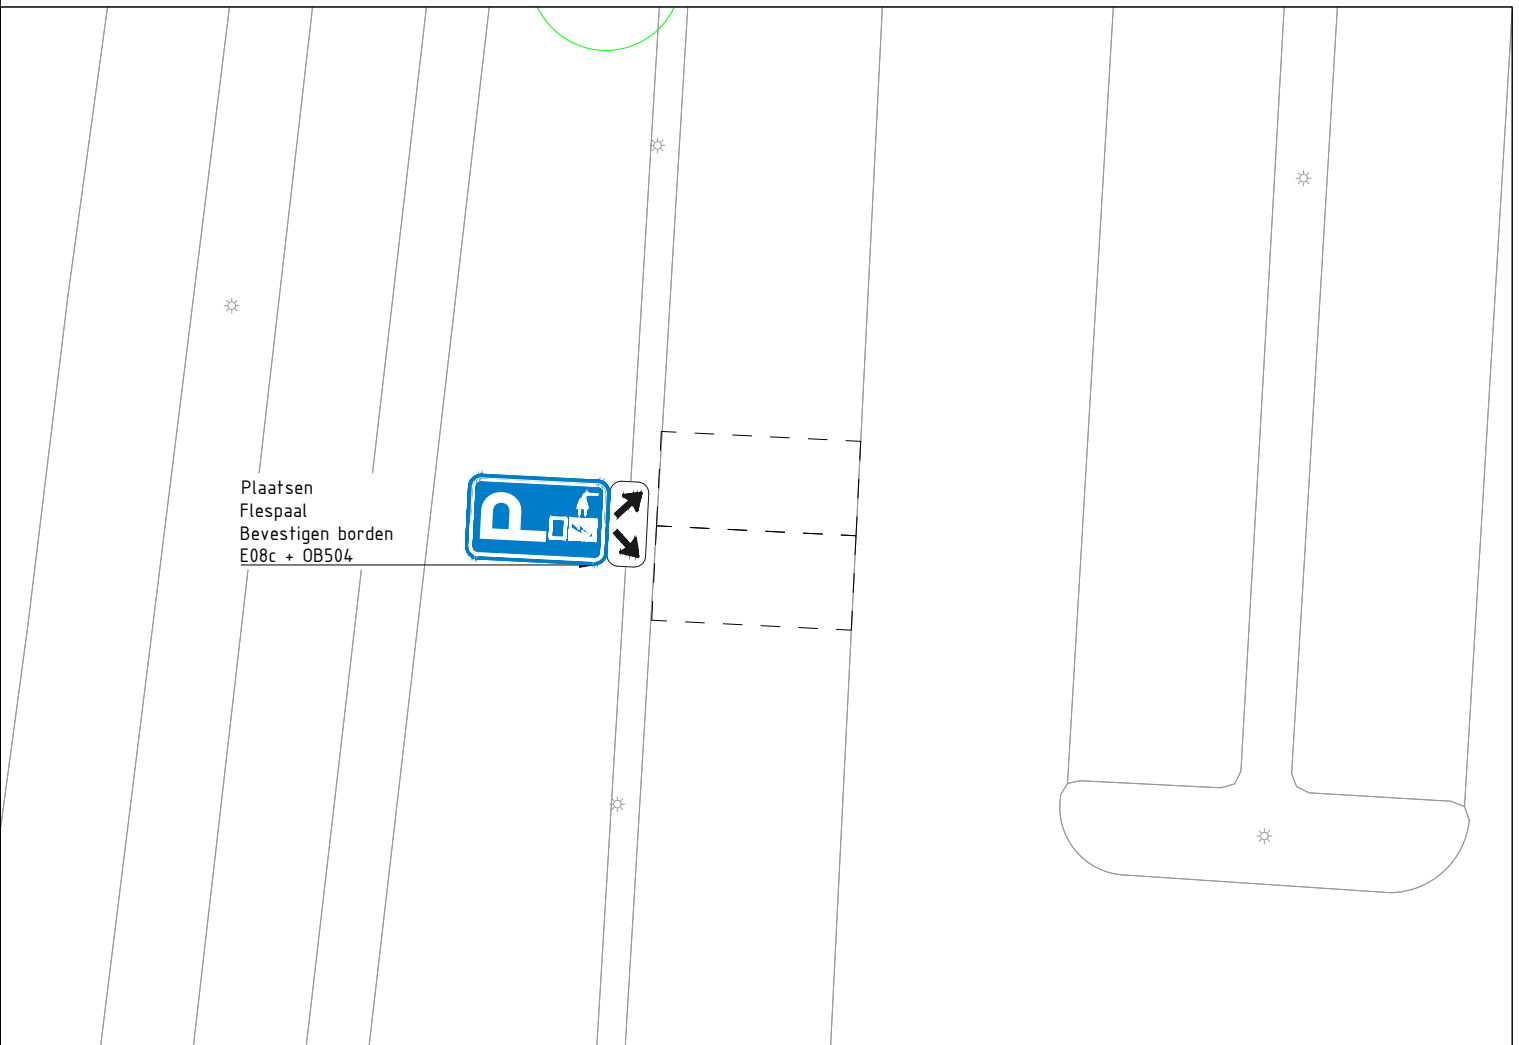 Plaatsen
Flespaal
Bevestigen borden
E08c + OB504
P